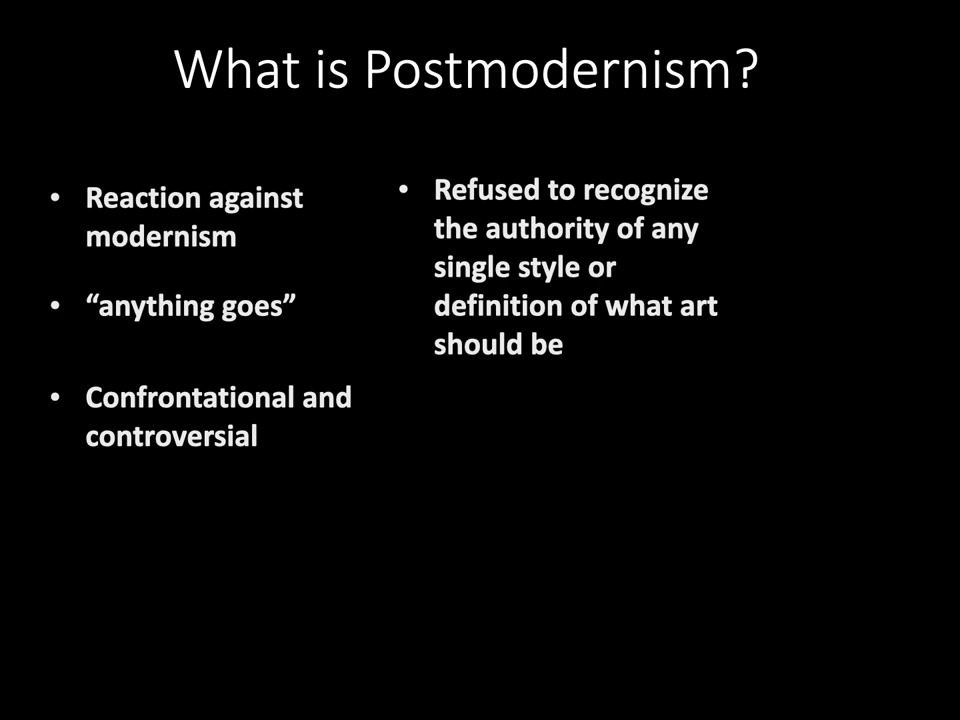 What is Postmodernism?
• Reaction against
modernism
• “anything goes”
• Confrontational and
controversial
• Refused to recognize
the authority of any
single style or
definition of what art
should be